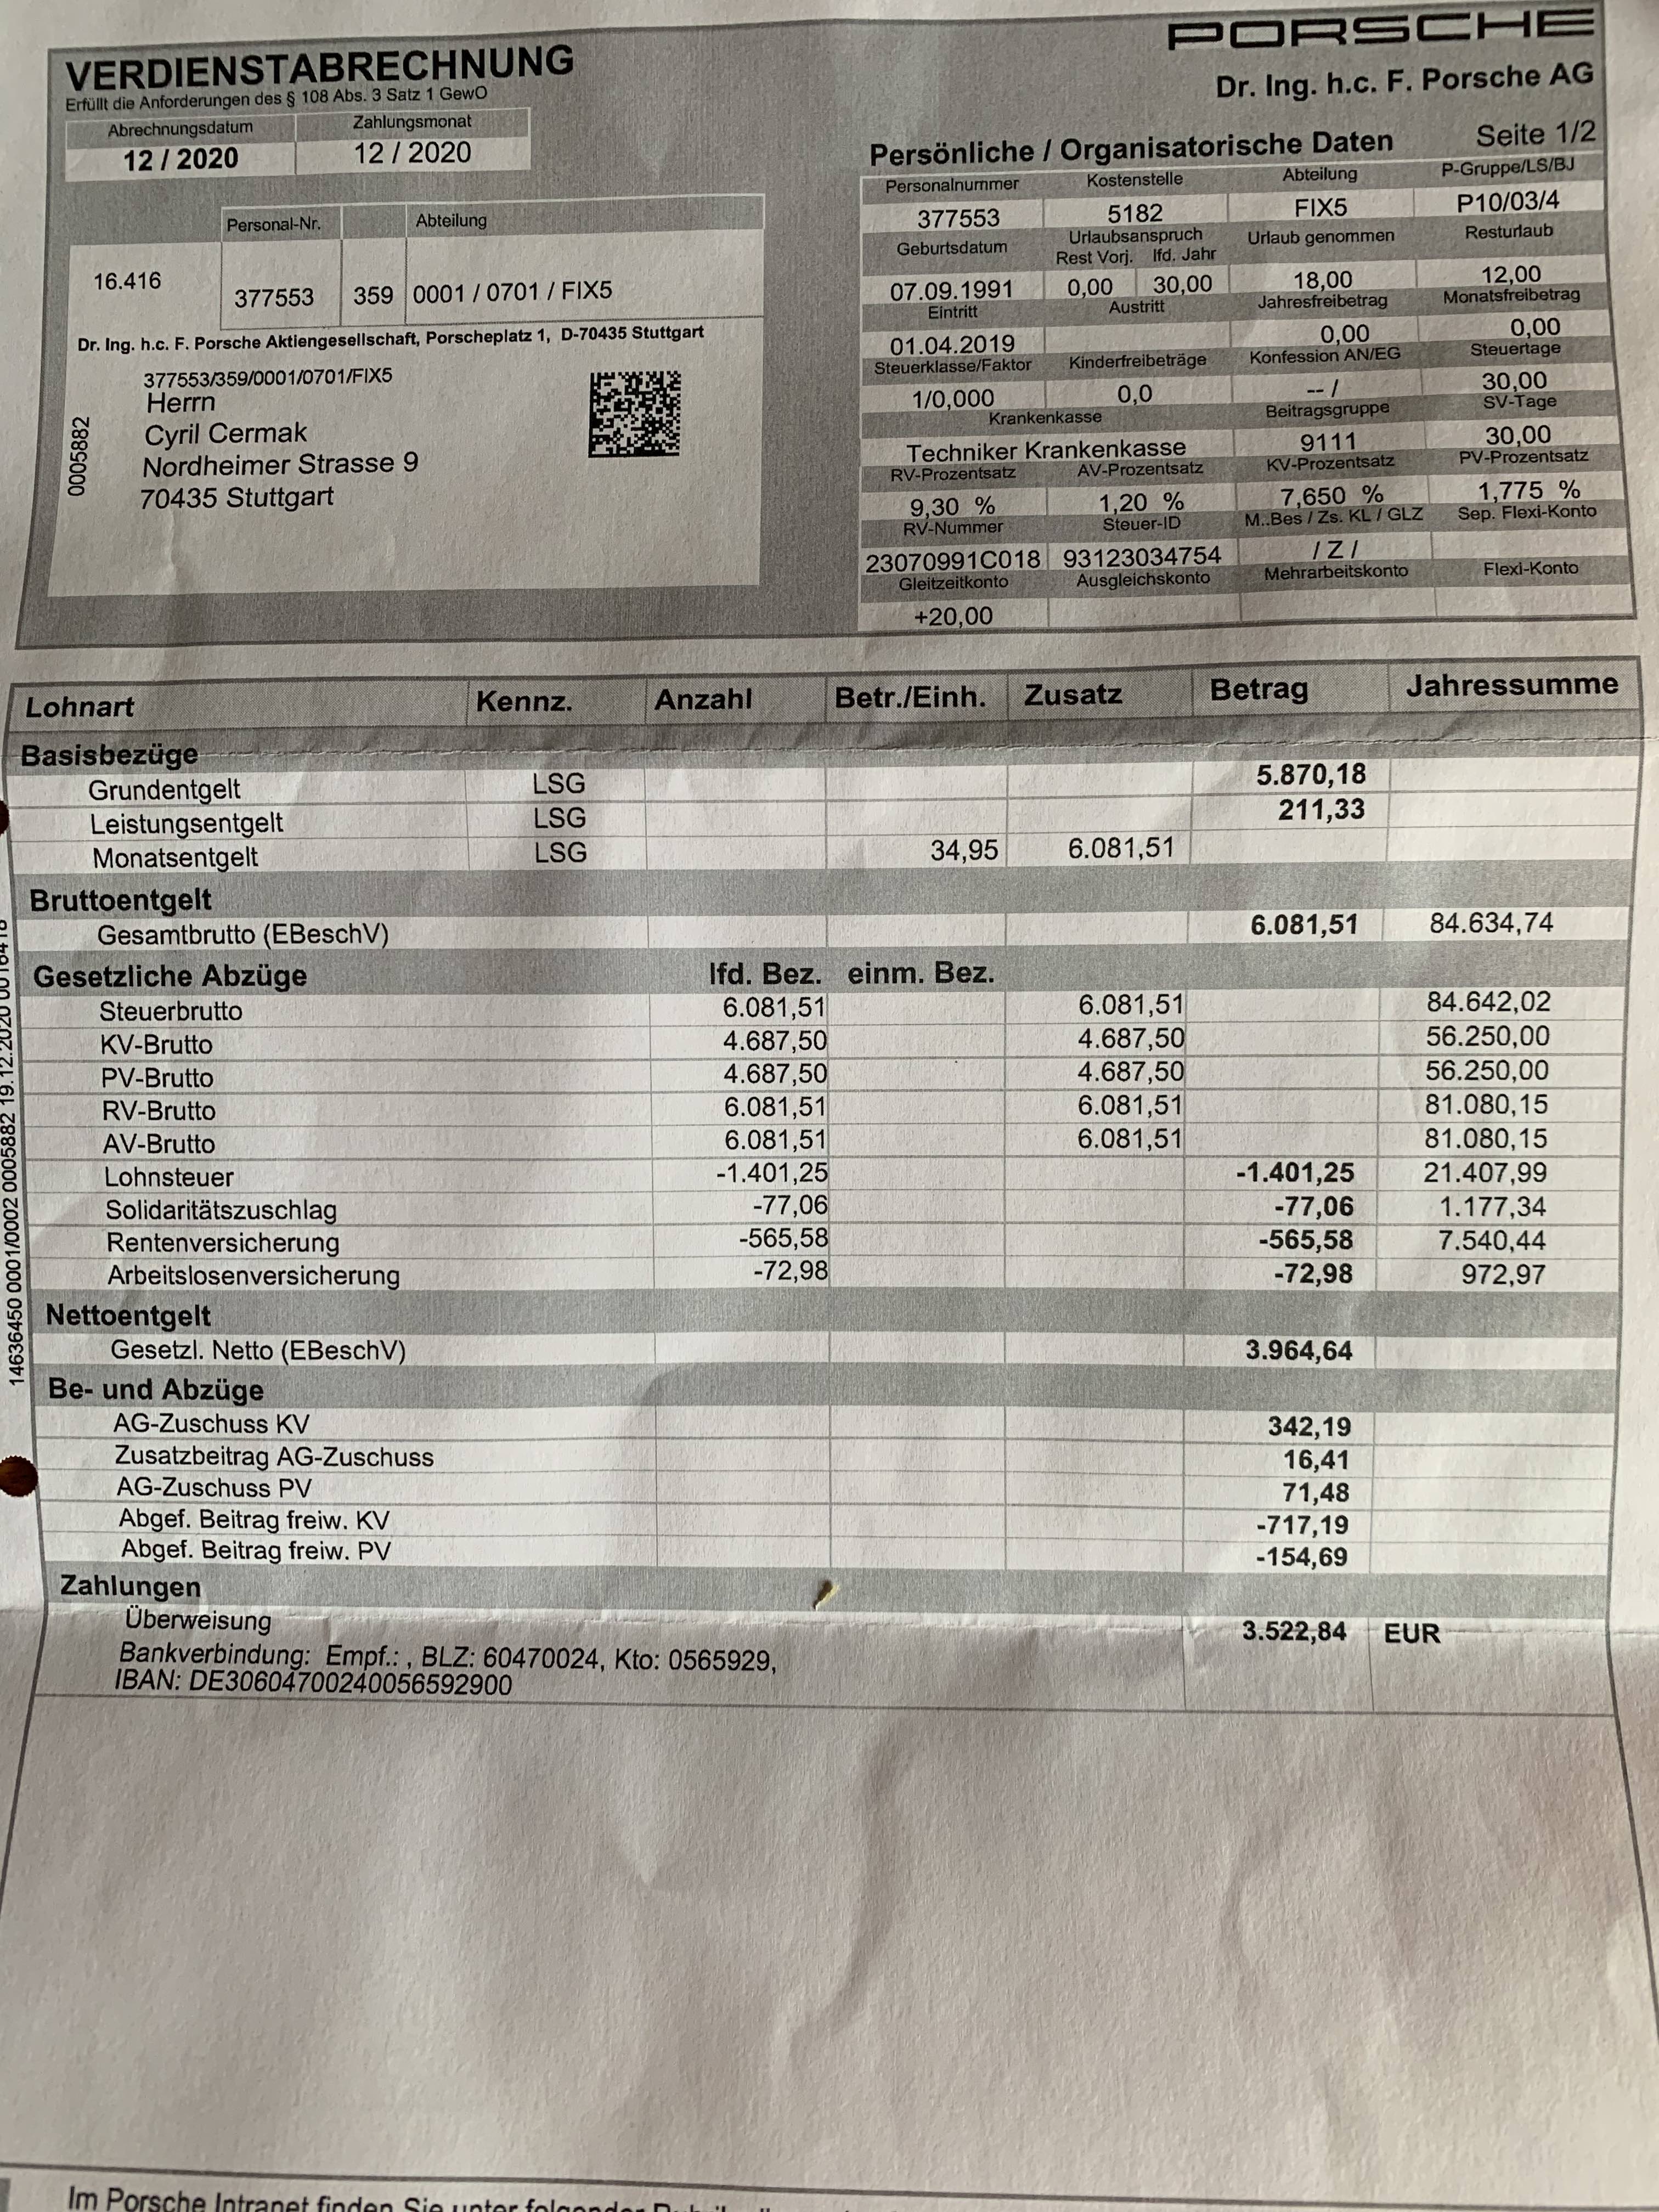 PORSCHE
Dr. Ing. h.c. F. Porsche AG
VERDIENSTABRECHNUNG
Erfüllt die Anforderungen des § 108 Abs. 3 Satz 1 GewO
Abrechnungsdatum Zahlungsmonat
12 / 2020 12 / 2020
Personal-Nr. Abteilung
16.416 377553 359 0001 / 0701 / FIX5
Dr. Ing. h.c. F. Porsche Aktiengesellschaft, Porscheplatz 1, D-70435 Stuttgart
377553/359/0001/0701/FIX5
Herrn
Cyril Cermak
Nordheimer Strasse 9
70435 Stuttgart
0005882
Persönliche / Organisatorische Daten Seite 1/2
Personalnummer Kostenstelle Abteilung P-Gruppe/LS/BJ
377553 5182 FIX5 P10/03/4
Geburtsdatum Urlaubsanspruch Urlaub genommen Resturlaub
Rest Vorj. lfd. Jahr
07.09.1991 0,00 30,00 18,00 12,00
Eintritt Austritt Jahresfreibetrag Monatsfreibetrag
01.04.2019 0,00 0,00
Steuerklasse/Faktor Kinderfreibeträge Konfession AN/EG Steuertage
1/0,000 0,0 -- / 30,00
Krankenkasse Beitragsgruppe SV-Tage
Techniker Krankenkasse 9111 30,00
RV-Prozentsatz AV-Prozentsatz KV-Prozentsatz PV-Prozentsatz
9,30 % 1,20 % 7,650 % 1,775 %
RV-Nummer Steuer-ID M..Bes / Zs. KL / GLZ Sep. Flexi-Konto
23070991C018 93123034754 / Z /
Gleitzeitkonto Ausgleichskonto Mehrarbeitskonto Flexi-Konto
+20,00
Lohnart Kennz. Anzahl Betr./Einh. Zusatz Betrag Jahressumme
Basisbezüge
Grundentgelt LSG 5.870,18
Leistungsentgelt LSG 211,33
Monatsentgelt LSG 34,95 6.081,51
Bruttoentgelt
Gesamtbrutto (EBeschV) 6.081,51 84.634,74
Gesetzliche Abzüge lfd. Bez. einm. Bez.
Steuerbrutto 6.081,51 6.081,51 84.642,02
KV-Brutto 4.687,50 4.687,50 56.250,00
PV-Brutto 4.687,50 4.687,50 56.250,00
RV-Brutto 6.081,51 6.081,51 81.080,15
AV-Brutto 6.081,51 6.081,51 81.080,15
Lohnsteuer -1.401,25 -1.401,25 21.407,99
Solidaritätszuschlag -77,06 -77,06 1.177,34
Rentenversicherung -565,58 -565,58 7.540,44
Arbeitslosenversicherung -72,98 -72,98 972,97
Nettoentgelt
Gesetzl. Netto (EBeschV) 3.964,64
Be- und Abzüge
AG-Zuschuss KV 342,19
Zusatzbeitrag AG-Zuschuss 16,41
AG-Zuschuss PV 71,48
Abgef. Beitrag freiw. KV -717,19
Abgef. Beitrag freiw. PV -154,69
Zahlungen
Überweisung 3.522,84 EUR
Bankverbindung: Empf.: , BLZ: 60470024, Kto: 0565929,
IBAN: DE30604700240056592900
14636450 0001/0002 0005882 19.12.2020
Im Porsche Intranet finden Sie unter folgender